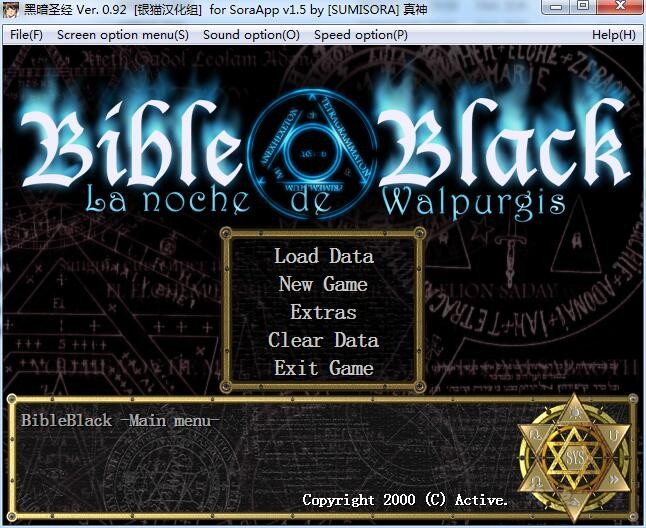 黑暗圣经 Ver. 0.92 [银猫汉化组] for SoraApp v1.5 by [SUMISORA] 真神
File(F) Screen option menu(S) Sound option(O) Speed option(P) Help(H)
Bible Black
La noche de Walpurgis
Load Data
New Game
Extras
Clear Data
Exit Game
BibleBlack -Main menu-
SYS
Copyright 2000 (C) Active.